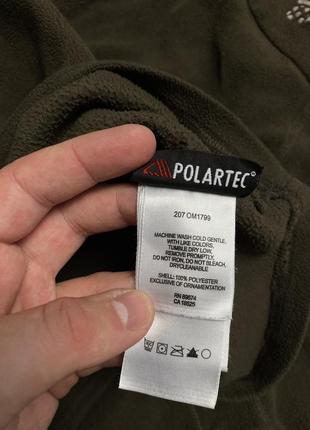 POLARTEC
207 OM1799
MACHINE WASH COLD GENTLE,
WITH LIKE COLORS,
TUMBLE DRY LOW,
REMOVE PROMPTLY,
DO NOT IRON, DO NOT BLEACH,
DRYCLEANABLE
SHELL: 100% POLYESTER
EXCLUSIVE OF ORNAMENTATION
RN 89674
CA 18525